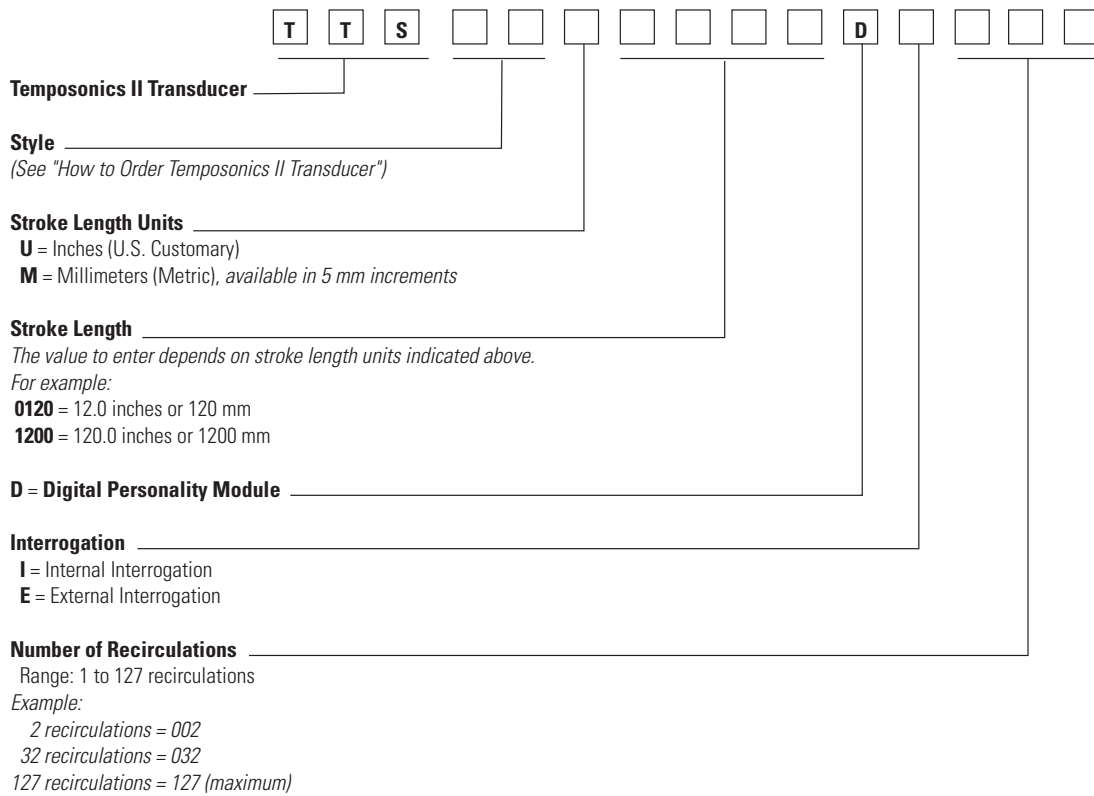 T T S D
Temposonics II Transducer
Style
(See "How to Order Temposonics II Transducer")
Stroke Length Units
U = Inches (U.S. Customary)
M = Millimeters (Metric), available in 5 mm increments
Stroke Length
The value to enter depends on stroke length units indicated above.
For example:
0120 = 12.0 inches or 120 mm
1200 = 120.0 inches or 1200 mm
D = Digital Personality Module
Interrogation
I = Internal Interrogation
E = External Interrogation
Number of Recirculations
Range: 1 to 127 recirculations
Example:
2 recirculations = 002
32 recirculations = 032
127 recirculations = 127 (maximum)